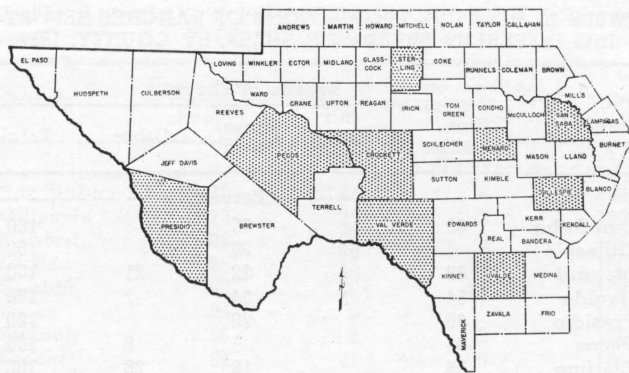 ANDREWS
MARTIN
HOWARD
MITCHELL
NOLAN
TAYLOR
CALLAHAN
EL PASO
HUDSPETH
CULBERSON
LOVING
WINKLER
ECTOR
MIDLAND
GLASS-
COCK
STER-
LING
COKE
RUNNELS
COLEMAN
BROWN
MILLS
REEVES
WARD
CRANE
UPTON
REAGAN
IRION
TOM
GREEN
CONCHO
McCULLOCH
SAN
SABA
LAMPASAS
BURNET
JEFF DAVIS
PECOS
CROCKETT
SCHLEICHER
MENARD
MASON
LLANO
SUTTON
KIMBLE
GILLESPIE
BLANCO
PRESIDIO
BREWSTER
TERRELL
VAL VERDE
EDWARDS
REAL
KERR
KENDALL
BANDERA
KINNEY
UVALDE
MEDINA
MAVERICK
ZAVALA
FRIO